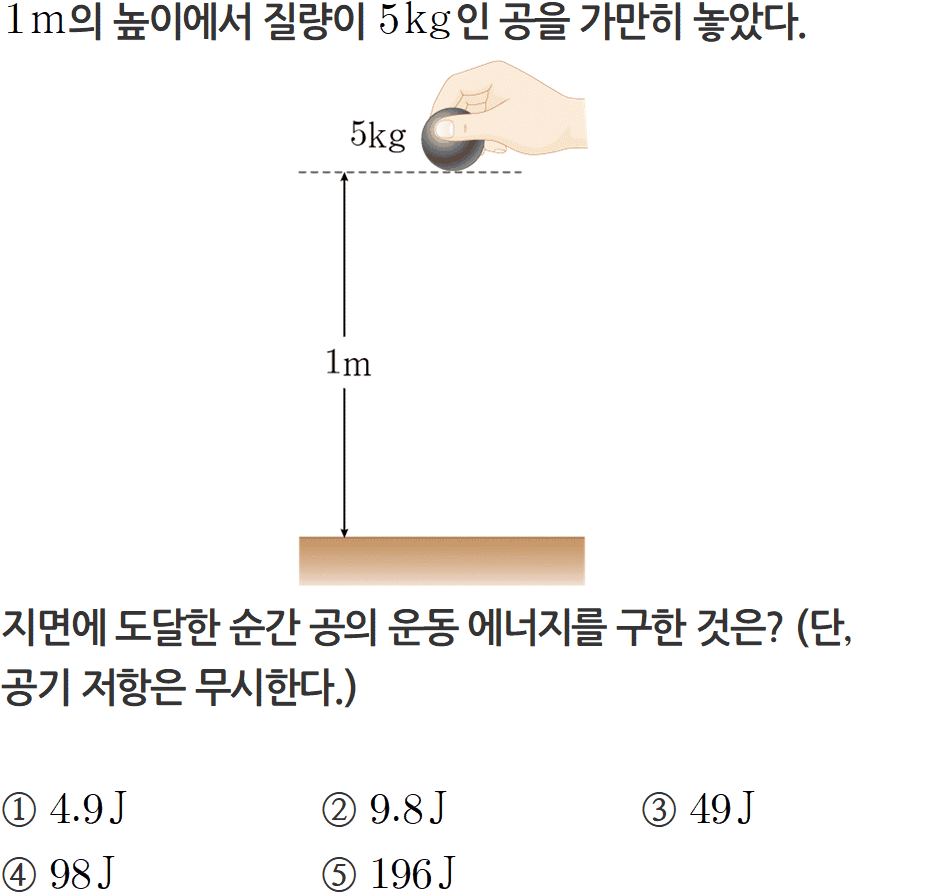 1m의 높이에서 질량이 5kg인 공을 가만히 놓았다.
5kg
1m
지면에 도달한 순간 공의 운동 에너지를 구한 것은? (단,
공기 저항은 무시한다.)
① 4.9J ② 9.8J ③ 49J
④ 98J ⑤ 196J